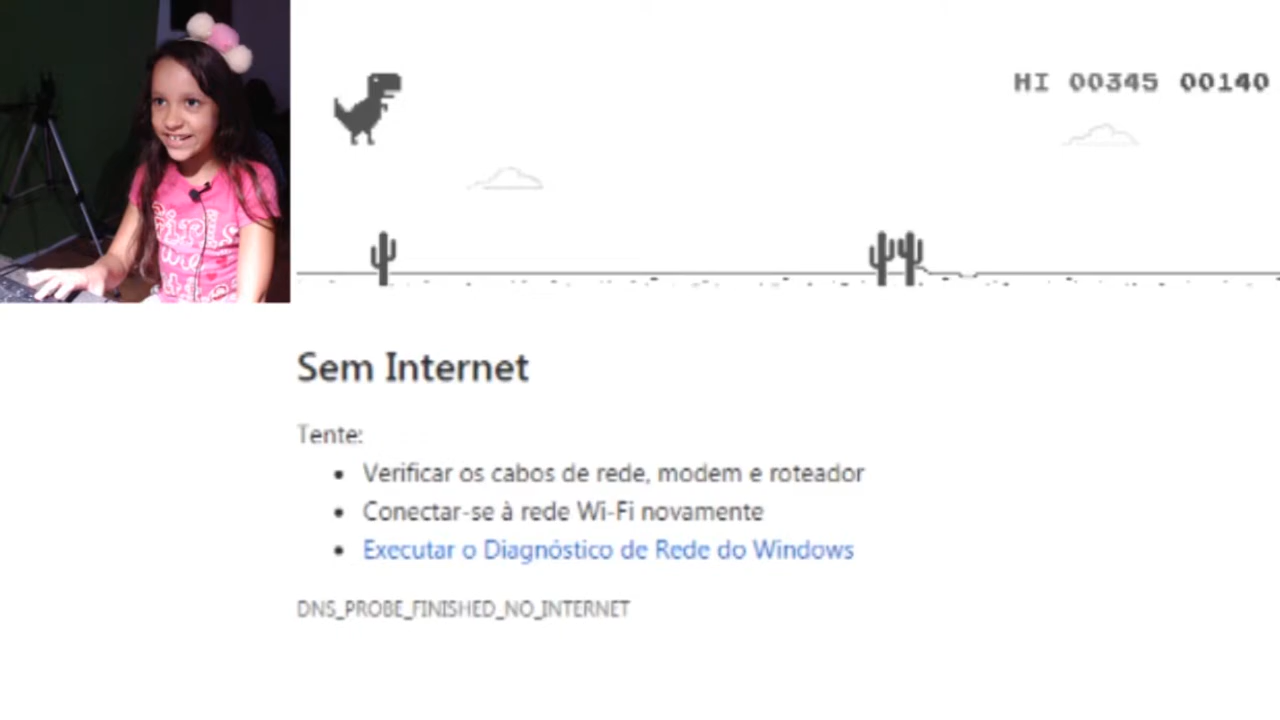 HI 00345 00140
Sem Internet
Tente:
Verificar os cabos de rede, modem e roteador
Conectar-se à rede Wi-Fi novamente
Executar o Diagnóstico de Rede do Windows
DNS_PROBE_FINISHED_NO_INTERNET